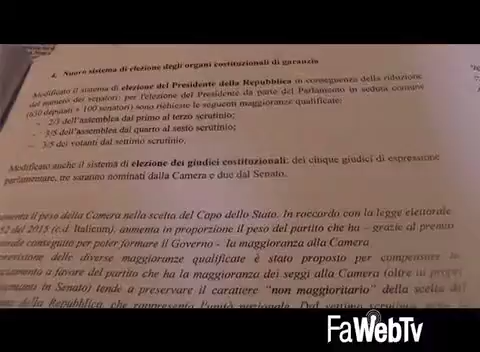 4. Nuovo sistema di elezione degli organi costituzionali di garanzia
Modificato il sistema di elezione del Presidente della Repubblica in conseguenza della riduzione
del numero dei senatori: per l'elezione del Presidente da parte del Parlamento in seduta comune
(630 deputati + 100 senatori) sono richieste le seguenti maggioranze qualificate:
- 2/3 dell'assemblea dal primo al terzo scrutinio;
- 3/5 dell'assemblea dal quarto al sesto scrutinio;
- 3/5 dei votanti dal settimo scrutinio.
Modificato anche il sistema di elezione dei giudici costituzionali: dei cinque giudici di espressione
parlamentare, tre saranno nominati dalla Camera e due dal Senato.
aumenta il peso della Camera nella scelta del Capo dello Stato. In raccordo con la legge elettorale
52 del 2015 (c.d. Italicum), aumenta in proporzione il peso del partito che ha – grazie al premio
conseguito per poter formare il Governo - la maggioranza alla Camera
previsione delle diverse maggioranze qualificate è stato proposto per compensare lo
a favore del partito che ha la maggioranza dei seggi alla Camera (oltre ai propri
in Senato) tende a preservare il carattere "non maggioritario" della scelta del
della Repubblica, che rappresenta l'unità nazionale. Dal settimo scrutinio
FaWebTv